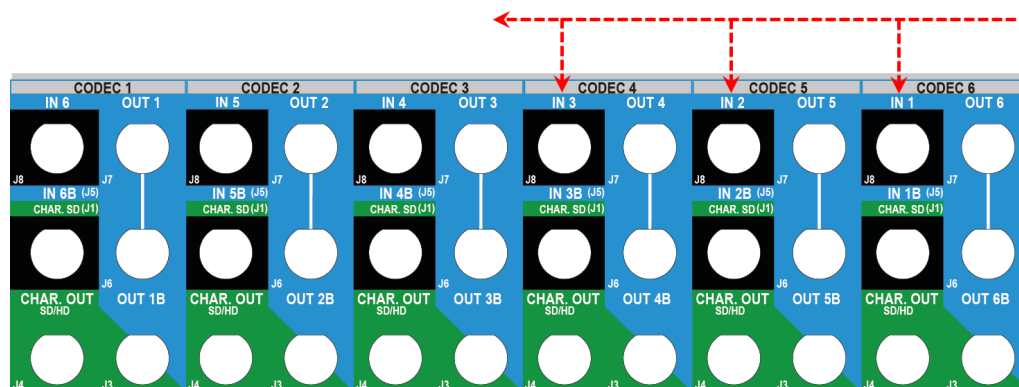 CODEC 1 CODEC 2 CODEC 3 CODEC 4 CODEC 5 CODEC 6
IN 6 OUT 1 IN 5 OUT 2 IN 4 OUT 3 IN 3 OUT 4 IN 2 OUT 5 IN 1 OUT 6
J8 J7 J8 J7 J8 J7 J8 J7 J8 J7 J8
IN 6B (J5) IN 5B (J5) IN 4B (J5) IN 3B (J5) IN 2B (J5) IN 1B (J5)
CHAR. SD (J1) CHAR. SD (J1) CHAR. SD (J1) CHAR. SD (J1) CHAR. SD (J1) CHAR. SD (J1)
J6 J6 J6 J6 J6 J6
CHAR. OUT OUT 1B CHAR. OUT OUT 2B CHAR. OUT OUT 3B CHAR. OUT OUT 4B CHAR. OUT OUT 5B CHAR. OUT OUT 6B
SD/HD SD/HD SD/HD SD/HD SD/HD SD/HD
J4 J3 J4 J3 J4 J3 J4 J3 J4 J3 J4 J3